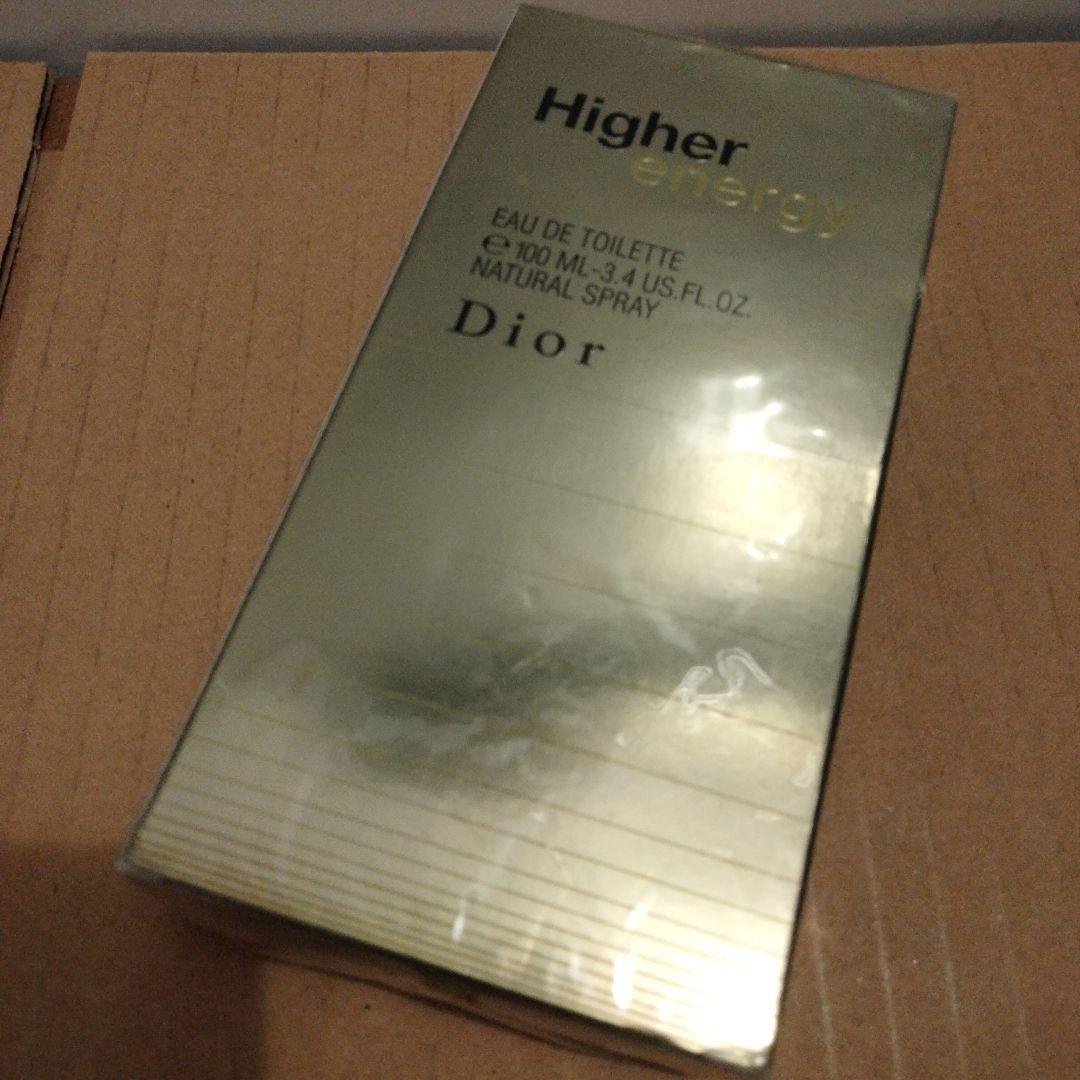 Higher
energy
EAU DE TOILETTE
℮ 100 ML-3.4 US.FL.OZ.
NATURAL SPRAY
Dior